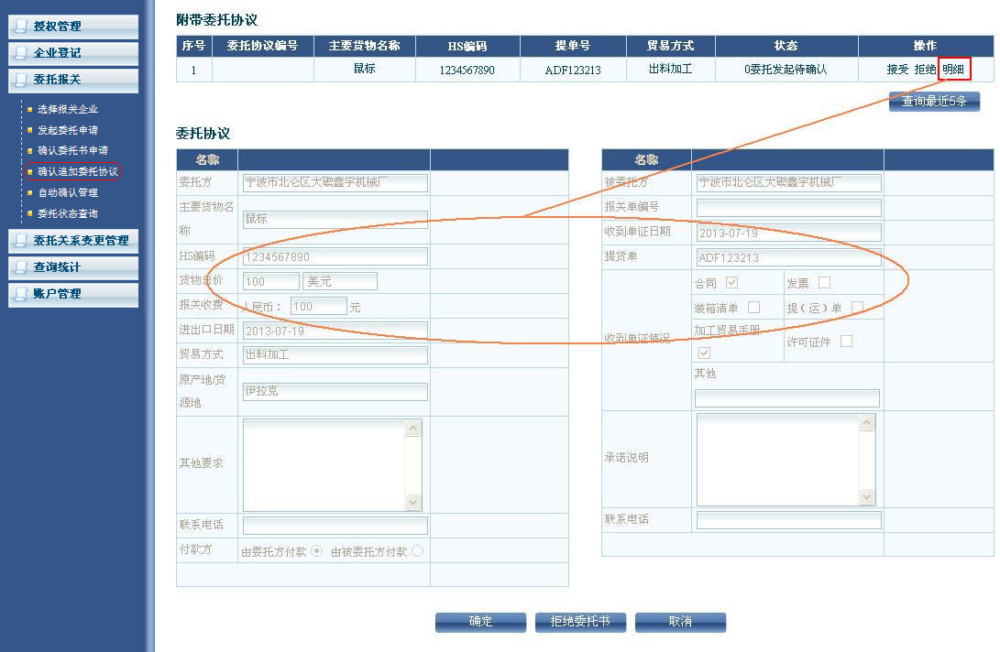 授权管理
企业登记
委托报关
选择报关企业
发起委托申请
确认委托书申请
确认追加委托协议
自动确认管理
委托状态查询
委托关系变更管理
查询统计
账户管理
附带委托协议
序号 委托协议编号 主要货物名称 HS编码 提单号 贸易方式 状态 操作
1 鼠标 1234567890 ADF123213 出料加工 0委托发起待确认 接受 拒绝 明细
查询最近5条
委托协议
名称
委托方 宁波市北仑区大碶鑫宇机械厂
主要货物名
称 鼠标
HS编码 1234567890
货物总价 100 美元
报关收费 人民币： 100 元
进出口日期 2013-07-19
贸易方式 出料加工
原产地/货
源地 伊拉克
其他要求
联系电话
付款方 由委托方付款 由被委托方付款
名称
被委托方 宁波市北仑区大碶鑫宇机械厂
报关单编号
收到单证日期 2013-07-19
提货单 ADF123213
收到单证情况 合同 发票
装箱清单 提（运）单
加工贸易手册 许可证件
其他
承诺说明
联系电话
确定 拒绝委托书 取消